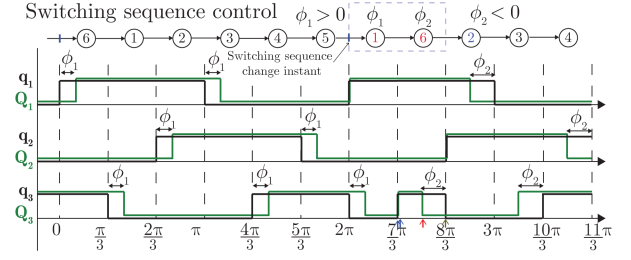 Switching sequence control
ϕ₁ > 0 ϕ₁ ϕ₂ ϕ₂ < 0
6 1 2 3 4 5 1 6 2 3 4
Switching sequence
change instant
ϕ₁ ϕ₁ ϕ₂
q₁
Q₁
ϕ₁ ϕ₁ ϕ₂
q₂
Q₂
ϕ₁ ϕ₁ ϕ₁ ϕ₂ ϕ₂
q₃
Q₃
0 π/3 2π/3 π 4π/3 5π/3 2π 7π/3 8π/3 3π 10π/3 11π/3